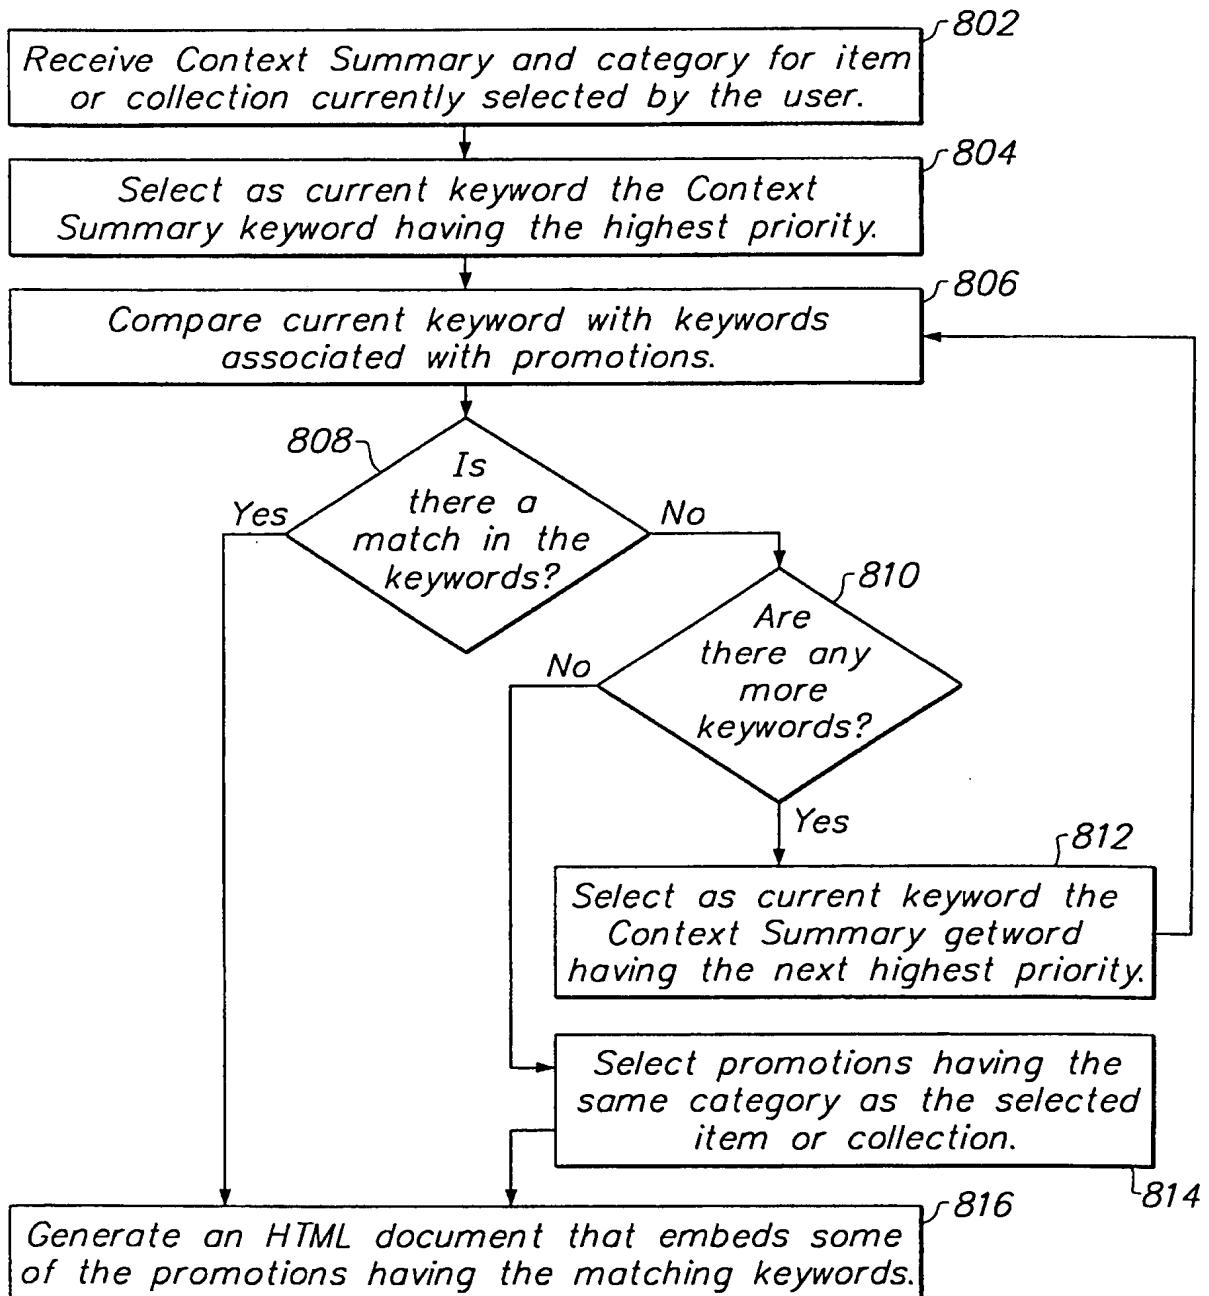 802
Receive Context Summary and category for item
or collection currently selected by the user.
804
Select as current keyword the Context
Summary keyword having the highest priority.
806
Compare current keyword with keywords
associated with promotions.
808
Is
there a
match in the
keywords?
Yes
No
810
Are
there any
more
keywords?
No
Yes
812
Select as current keyword the
Context Summary getword
having the next highest priority.
Select promotions having the
same category as the selected
item or collection.
814
816
Generate an HTML document that embeds some
of the promotions having the matching keywords.